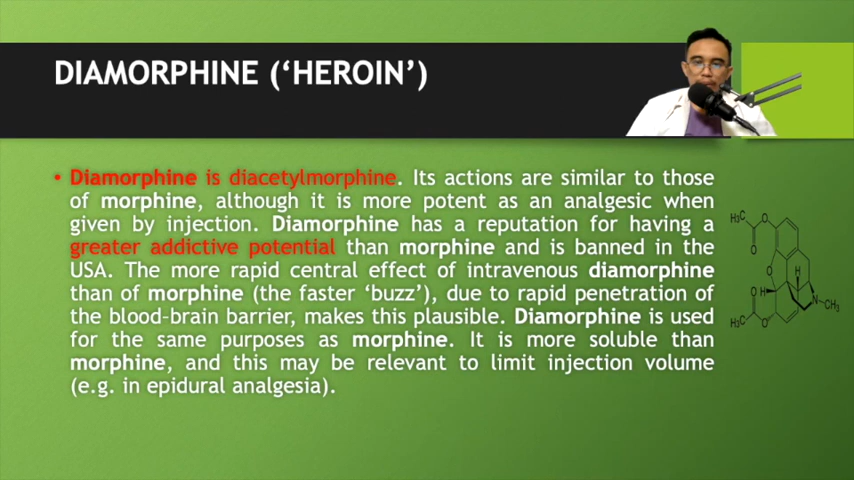 DIAMORPHINE (‘HEROIN’)
• Diamorphine is diacetylmorphine. Its actions are similar to those
of morphine, although it is more potent as an analgesic when
given by injection. Diamorphine has a reputation for having a
greater addictive potential than morphine and is banned in the
USA. The more rapid central effect of intravenous diamorphine
than of morphine (the faster ‘buzz’), due to rapid penetration of
the blood–brain barrier, makes this plausible. Diamorphine is used
for the same purposes as morphine. It is more soluble than
morphine, and this may be relevant to limit injection volume
(e.g. in epidural analgesia).
H₃C
O
O
O
H
O
H
N
CH₃
H₃C
O